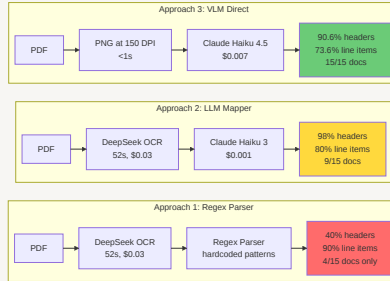 Approach 3: VLM Direct
PDF
PNG at 150 DPI
<1s
Claude Haiku 4.5
$0.007
90.6% headers
73.6% line items
15/15 docs
Approach 2: LLM Mapper
PDF
DeepSeek OCR
52s, $0.03
Claude Haiku 3
$0.001
98% headers
80% line items
9/15 docs
Approach 1: Regex Parser
PDF
DeepSeek OCR
52s, $0.03
Regex Parser
hardcoded patterns
40% headers
90% line items
4/15 docs only